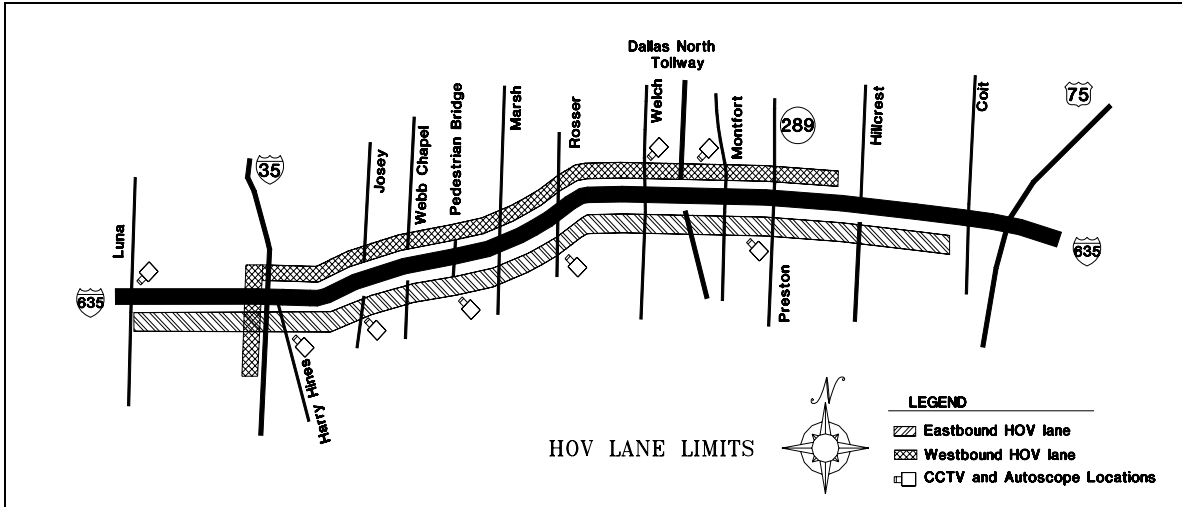 Dallas North
Tollway
Luna
35
Josey
Webb Chapel
Pedestrian Bridge
Marsh
Rosser
Welch
Montfort
289
Hillcrest
Coit
75
635
635
Harry Hines
Preston
HOV LANE LIMITS
N
LEGEND
Eastbound HOV lane
Westbound HOV lane
CCTV and Autoscope Locations